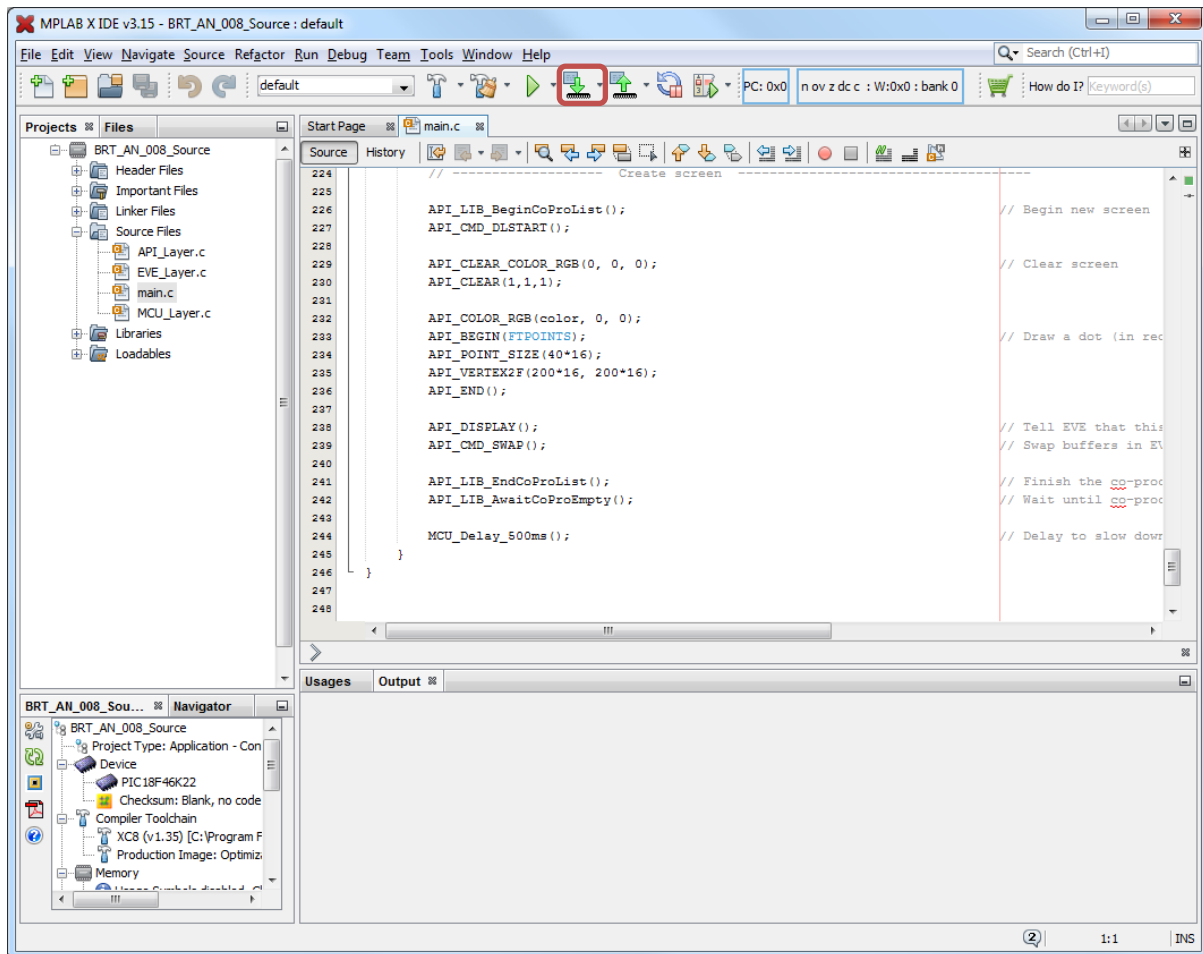 MPLAB X IDE v3.15 - BRT_AN_008_Source : default
File Edit View Navigate Source Refactor Run Debug Team Tools Window Help
Search (Ctrl+I)
default
PC: 0x0
n ov z dc c : W:0x0 : bank 0
How do I? Keyword(s)
Projects Files
BRT_AN_008_Source
Header Files
Important Files
Linker Files
Source Files
API_Layer.c
EVE_Layer.c
main.c
MCU_Layer.c
Libraries
Loadables
Start Page main.c
Source History
224 // ------------------- Create screen -------------------------------------
225
226 API_LIB_BeginCoProList(); // Begin new screen
227 API_CMD_DLSTART();
228
229 API_CLEAR_COLOR_RGB(0, 0, 0); // Clear screen
230 API_CLEAR(1,1,1);
231
232 API_COLOR_RGB(color, 0, 0);
233 API_BEGIN(FTPOINTS); // Draw a dot (in rec
234 API_POINT_SIZE(40*16);
235 API_VERTEX2F(200*16, 200*16);
236 API_END();
237
238 API_DISPLAY(); // Tell EVE that this
239 API_CMD_SWAP(); // Swap buffers in EV
240
241 API_LIB_EndCoProList(); // Finish the co-proc
242 API_LIB_AwaitCoProEmpty(); // Wait until co-proc
243
244 MCU_Delay_500ms(); // Delay to slow down
245 }
246 }
247
248
Usages Output
BRT_AN_008_Sou... Navigator
BRT_AN_008_Source
Project Type: Application - Con
Device
PIC18F46K22
Checksum: Blank, no code
Compiler Toolchain
XC8 (v1.35) [C:\Program F
Production Image: Optimiz
Memory
2
1:1
INS